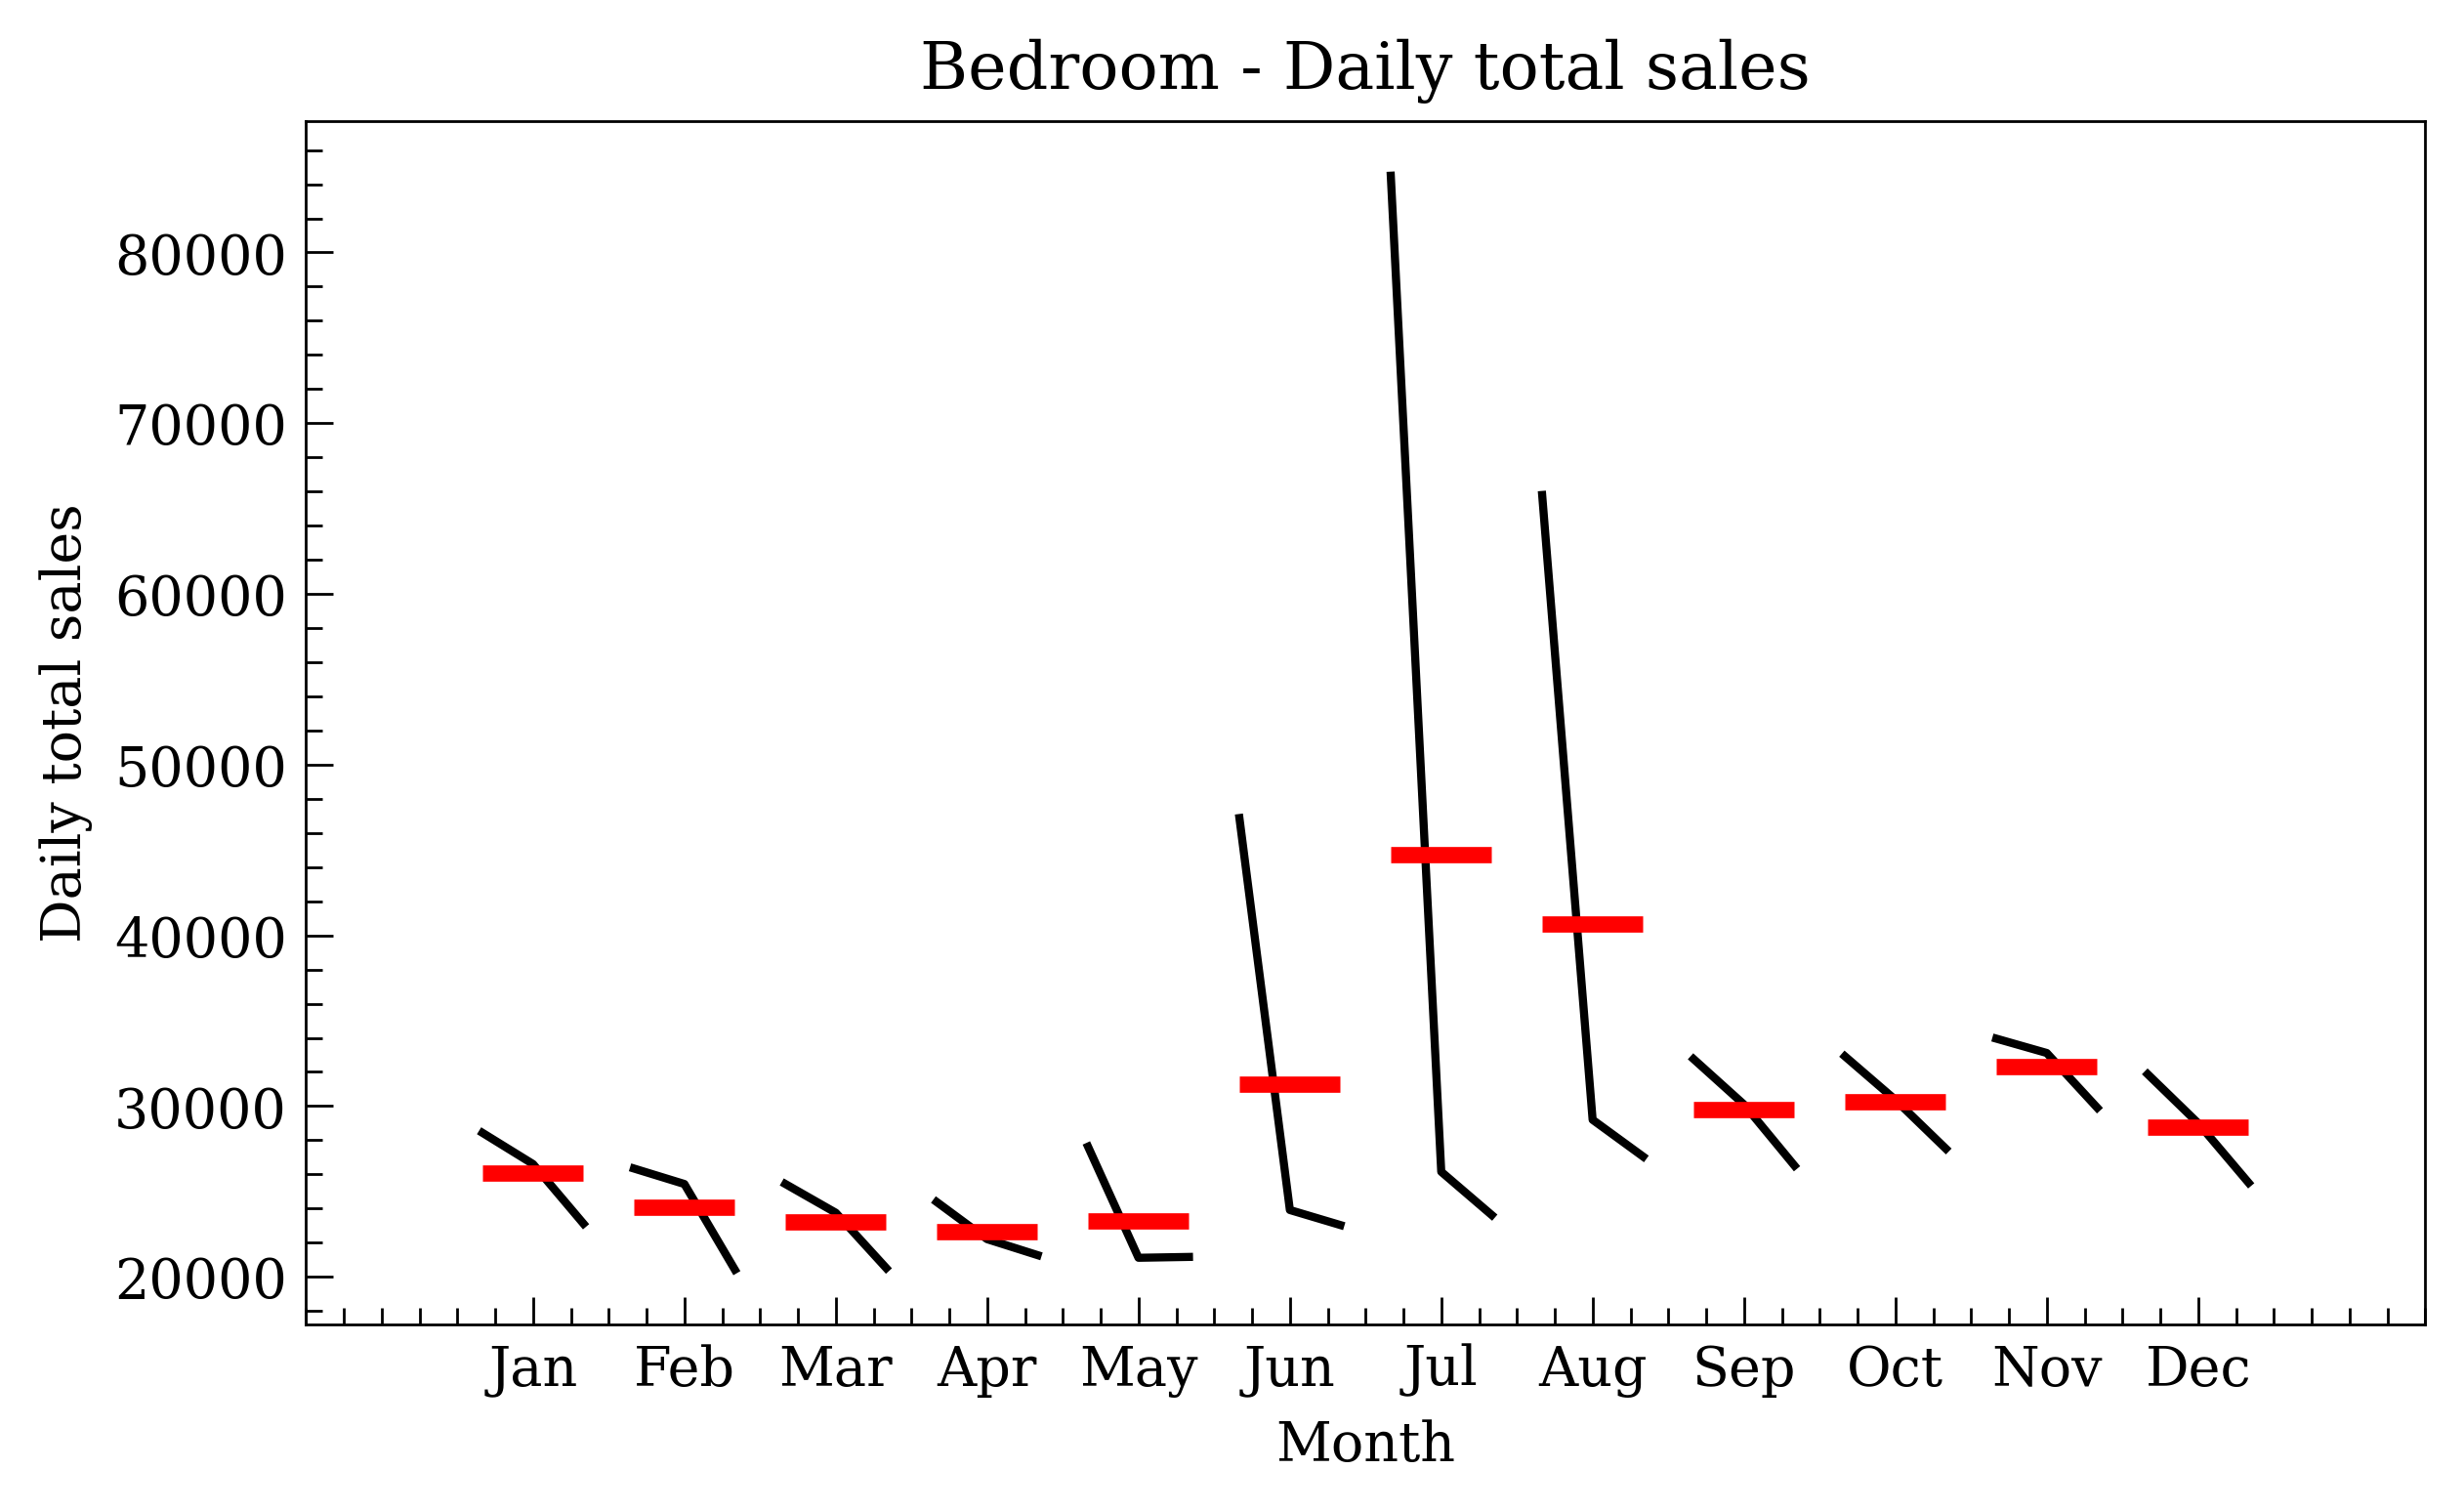 Bedroom - Daily total sales
Daily total sales
80000
70000
60000
50000
40000
30000
20000
Jan Feb Mar Apr May Jun Jul Aug Sep Oct Nov Dec
Month